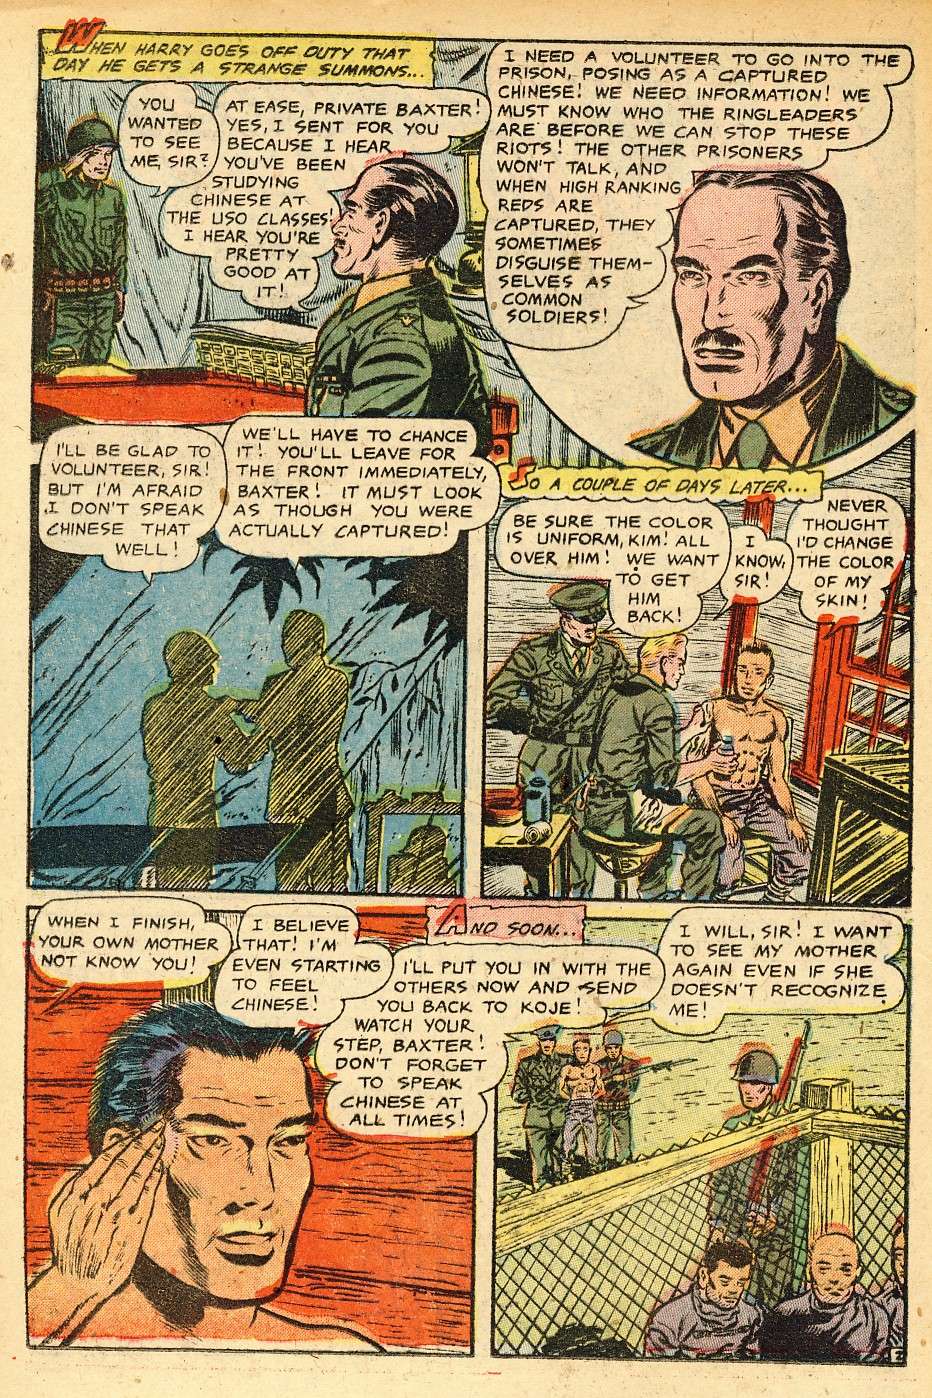 WHEN HARRY GOES OFF DUTY THAT
DAY HE GETS A STRANGE SUMMONS...
YOU
WANTED
TO SEE
ME, SIR?
AT EASE, PRIVATE BAXTER!
YES, I SENT FOR YOU
BECAUSE I HEAR
YOU'VE BEEN
STUDYING
CHINESE AT
THE USO CLASSES!
I HEAR YOU'RE
PRETTY
GOOD AT
IT!
I NEED A VOLUNTEER TO GO INTO THE
PRISON, POSING AS A CAPTURED
CHINESE! WE NEED INFORMATION! WE
MUST KNOW WHO THE RINGLEADERS
ARE BEFORE WE CAN STOP THESE
RIOTS! THE OTHER PRISONERS
WON'T TALK, AND
WHEN HIGH RANKING
REDS ARE
CAPTURED, THEY
SOMETIMES
DISGUISE THEM-
SELVES AS
COMMON
SOLDIERS!
I'LL BE GLAD TO
VOLUNTEER, SIR!
BUT I'M AFRAID
I DON'T SPEAK
CHINESE THAT
WELL!
WE'LL HAVE TO CHANCE
IT! YOU'LL LEAVE FOR
THE FRONT IMMEDIATELY,
BAXTER! IT MUST LOOK
AS THOUGH YOU WERE
ACTUALLY CAPTURED!
SO A COUPLE OF DAYS LATER...
BE SURE THE COLOR
IS UNIFORM, KIM! ALL
OVER HIM! WE WANT
TO GET
HIM
BACK!
I
KNOW,
SIR!
NEVER
THOUGHT
I'D CHANGE
THE COLOR
OF MY
SKIN!
WHEN I FINISH,
YOUR OWN MOTHER
NOT KNOW YOU!
I BELIEVE
THAT! I'M
EVEN STARTING
TO FEEL
CHINESE!
AND SOON...
I'LL PUT YOU IN WITH THE
OTHERS NOW AND SEND
YOU BACK TO KOJE!
WATCH YOUR
STEP, BAXTER!
DON'T FORGET
TO SPEAK
CHINESE AT
ALL TIMES!
I WILL, SIR! I WANT
TO SEE MY MOTHER
AGAIN EVEN IF SHE
DOESN'T RECOGNIZE
ME!
2